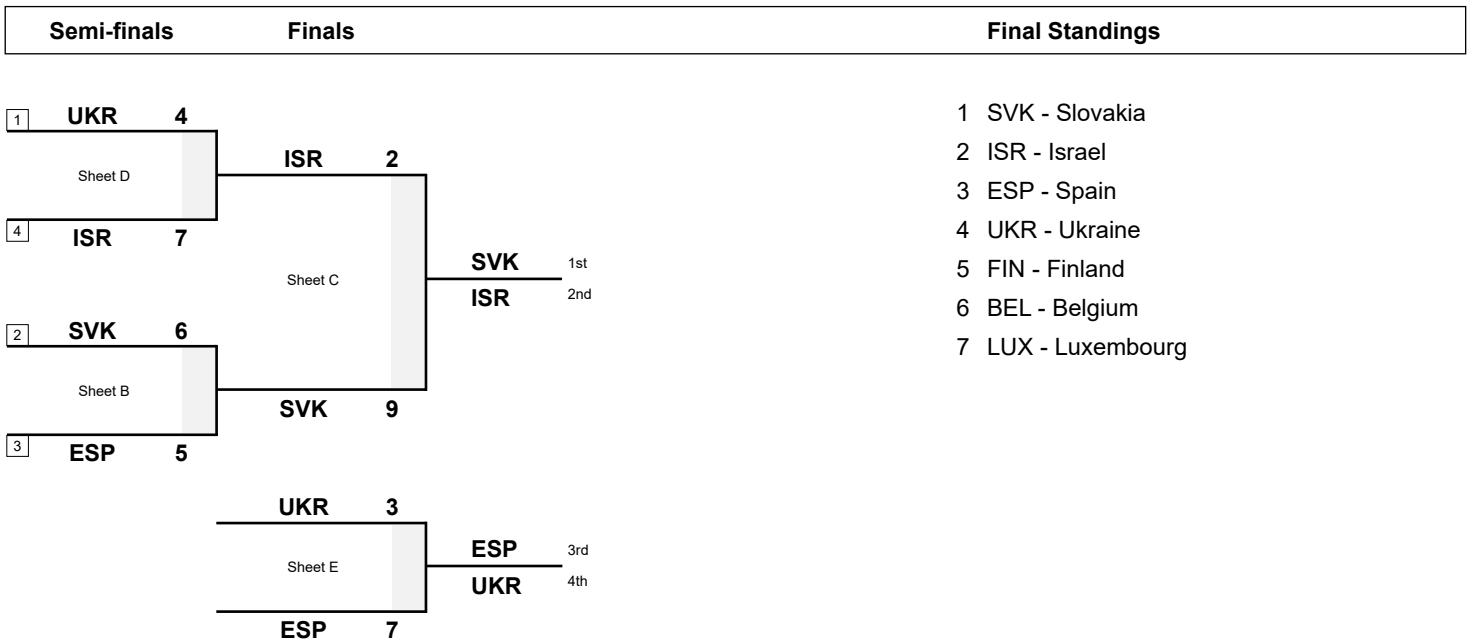 Semi-finals Finals Final Standings
1 UKR 4
Sheet D
4 ISR 7
ISR 2
Sheet C
SVK 9
2 SVK 6
Sheet B
3 ESP 5
SVK 1st
ISR 2nd
UKR 3
Sheet E
ESP 7
ESP 3rd
UKR 4th
1 SVK - Slovakia
2 ISR - Israel
3 ESP - Spain
4 UKR - Ukraine
5 FIN - Finland
6 BEL - Belgium
7 LUX - Luxembourg